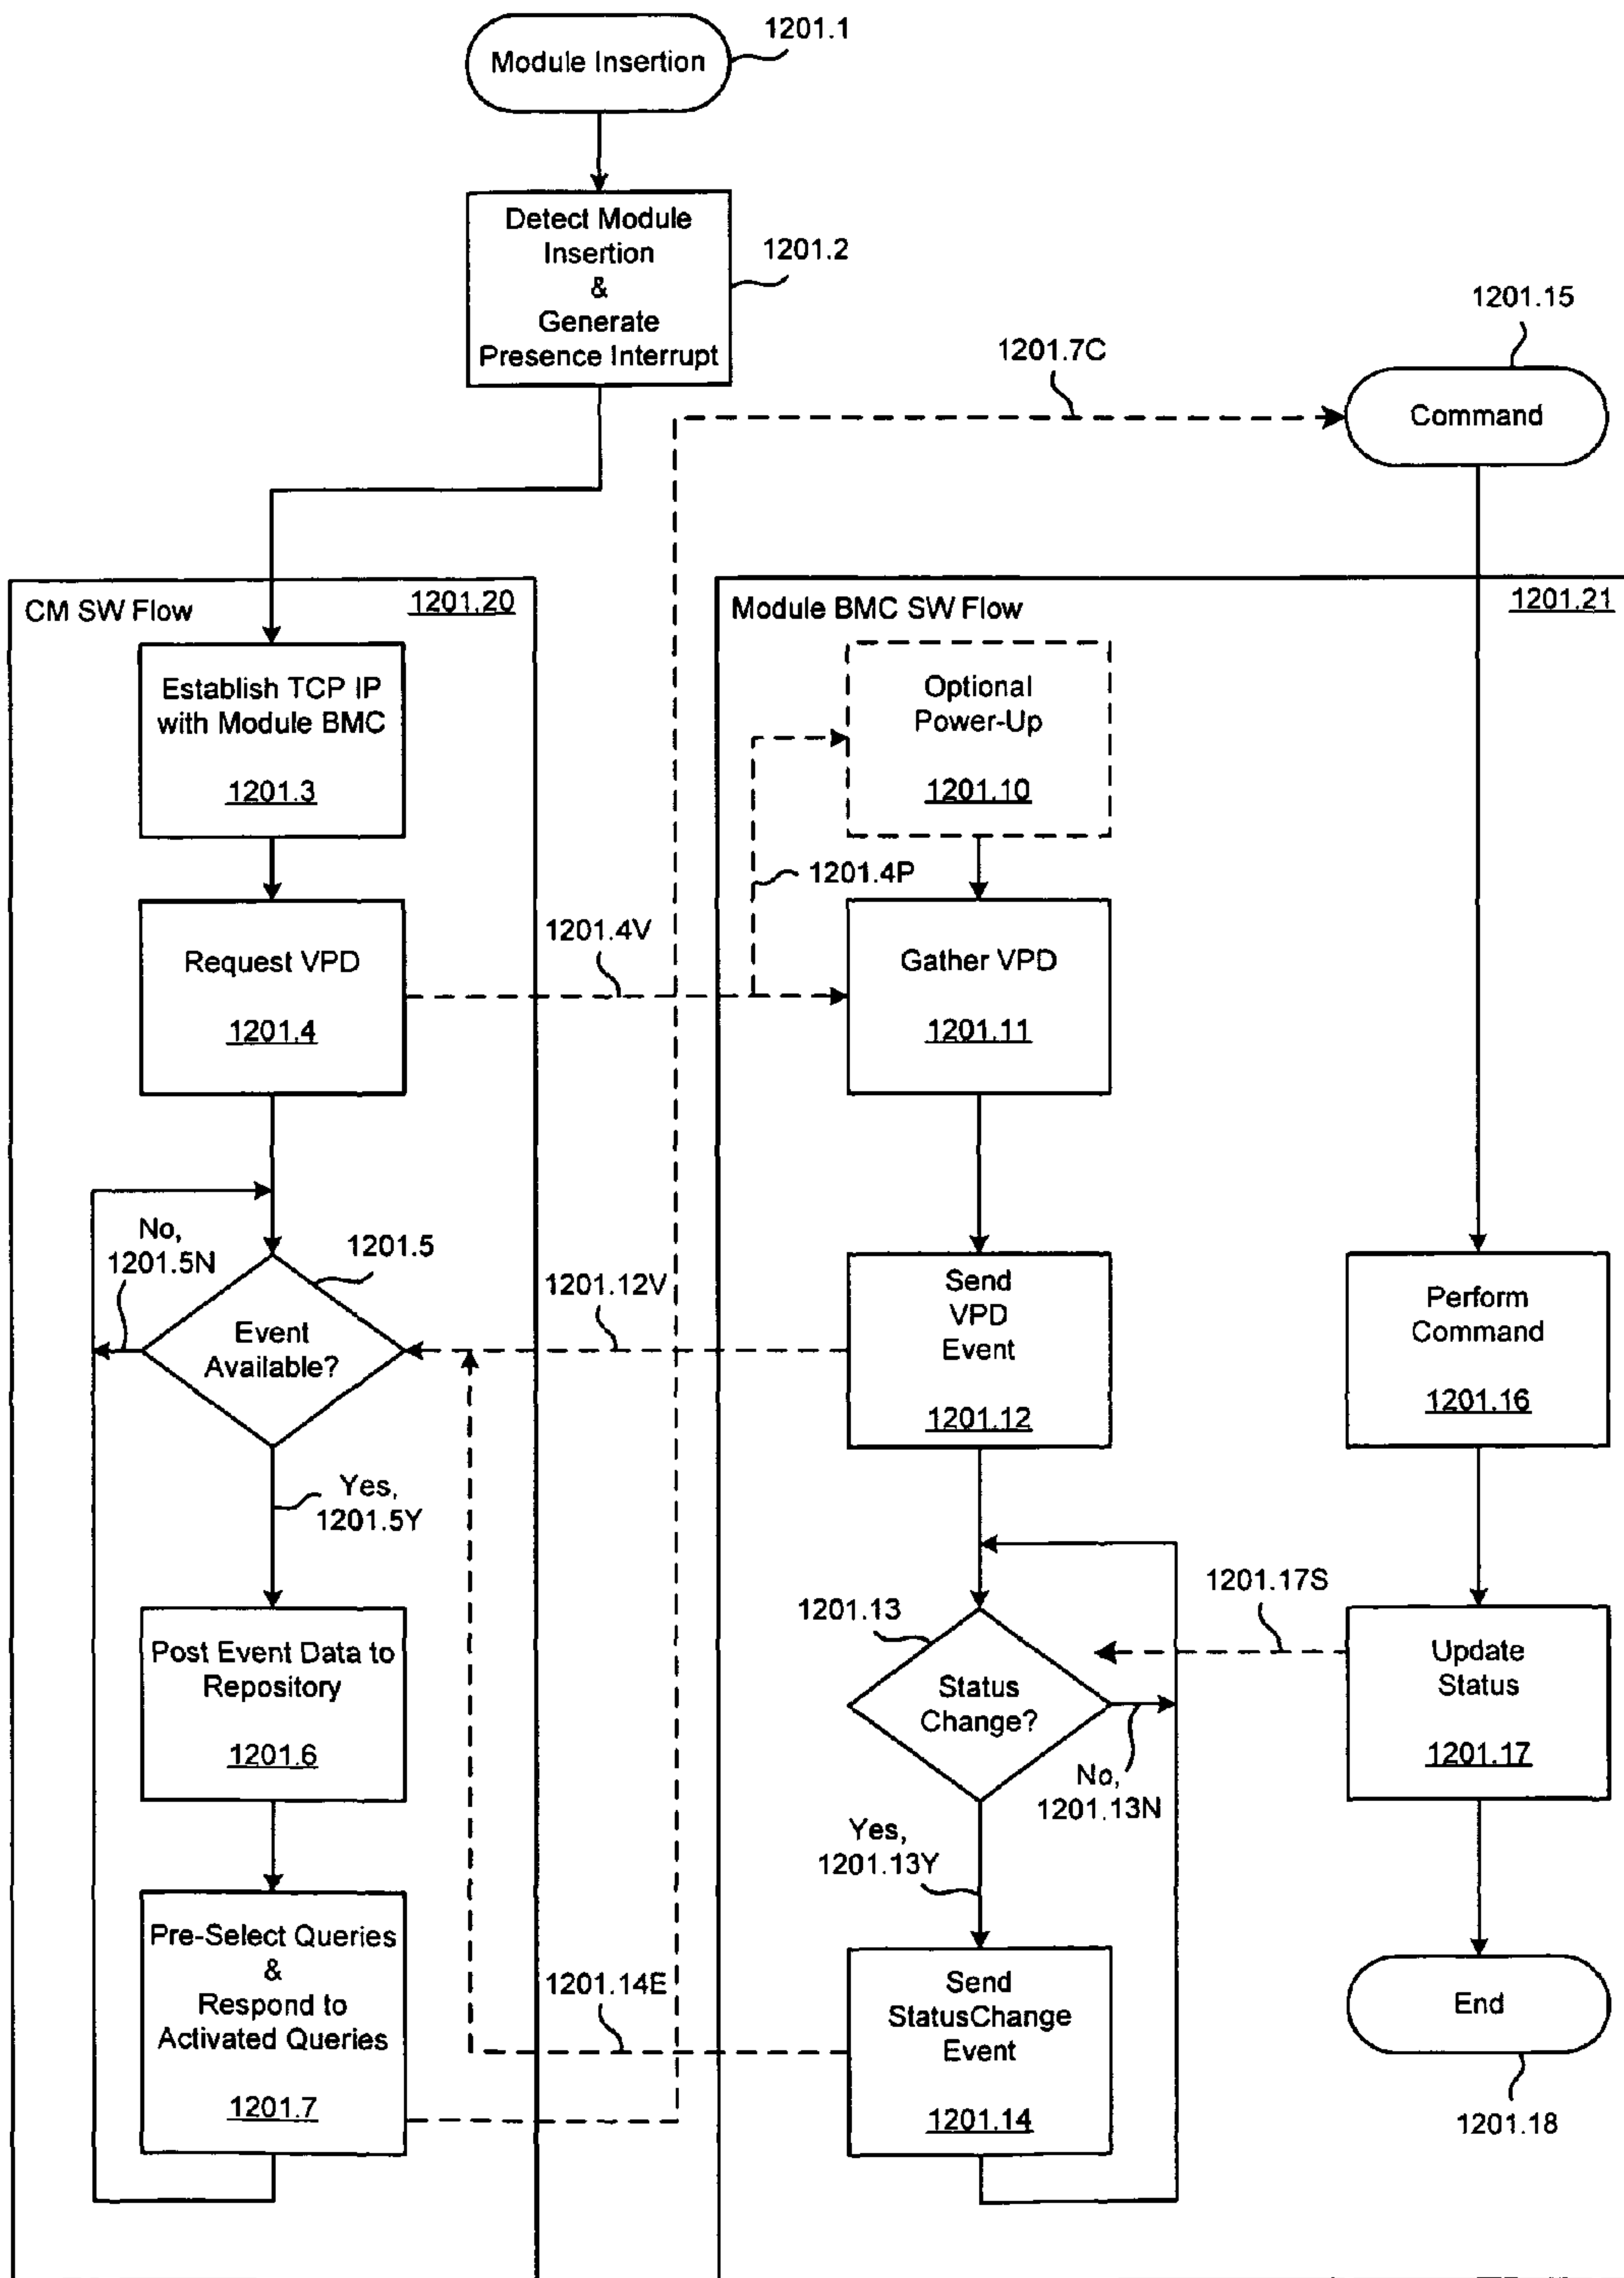 1201.1
Module Insertion
Detect Module
Insertion
&
Generate
Presence Interrupt
1201.2
1201.15
1201.7C
Command
CM SW Flow
1201.20
Module BMC SW Flow
1201.21
Establish TCP IP
with Module BMC
1201.3
Optional
Power-Up
1201.10
1201.4P
Request VPD
1201.4
1201.4V
Gather VPD
1201.11
No,
1201.5N
1201.5
Event
Available?
1201.12V
Send
VPD
Event
1201.12
Perform
Command
1201.16
Yes,
1201.5Y
1201.17S
1201.13
Status
Change?
Update
Status
1201.17
Post Event Data to
Repository
1201.6
No,
1201.13N
Yes,
1201.13Y
Pre-Select Queries
&
Respond to
Activated Queries
1201.7
1201.14E
Send
StatusChange
Event
1201.14
End
1201.18